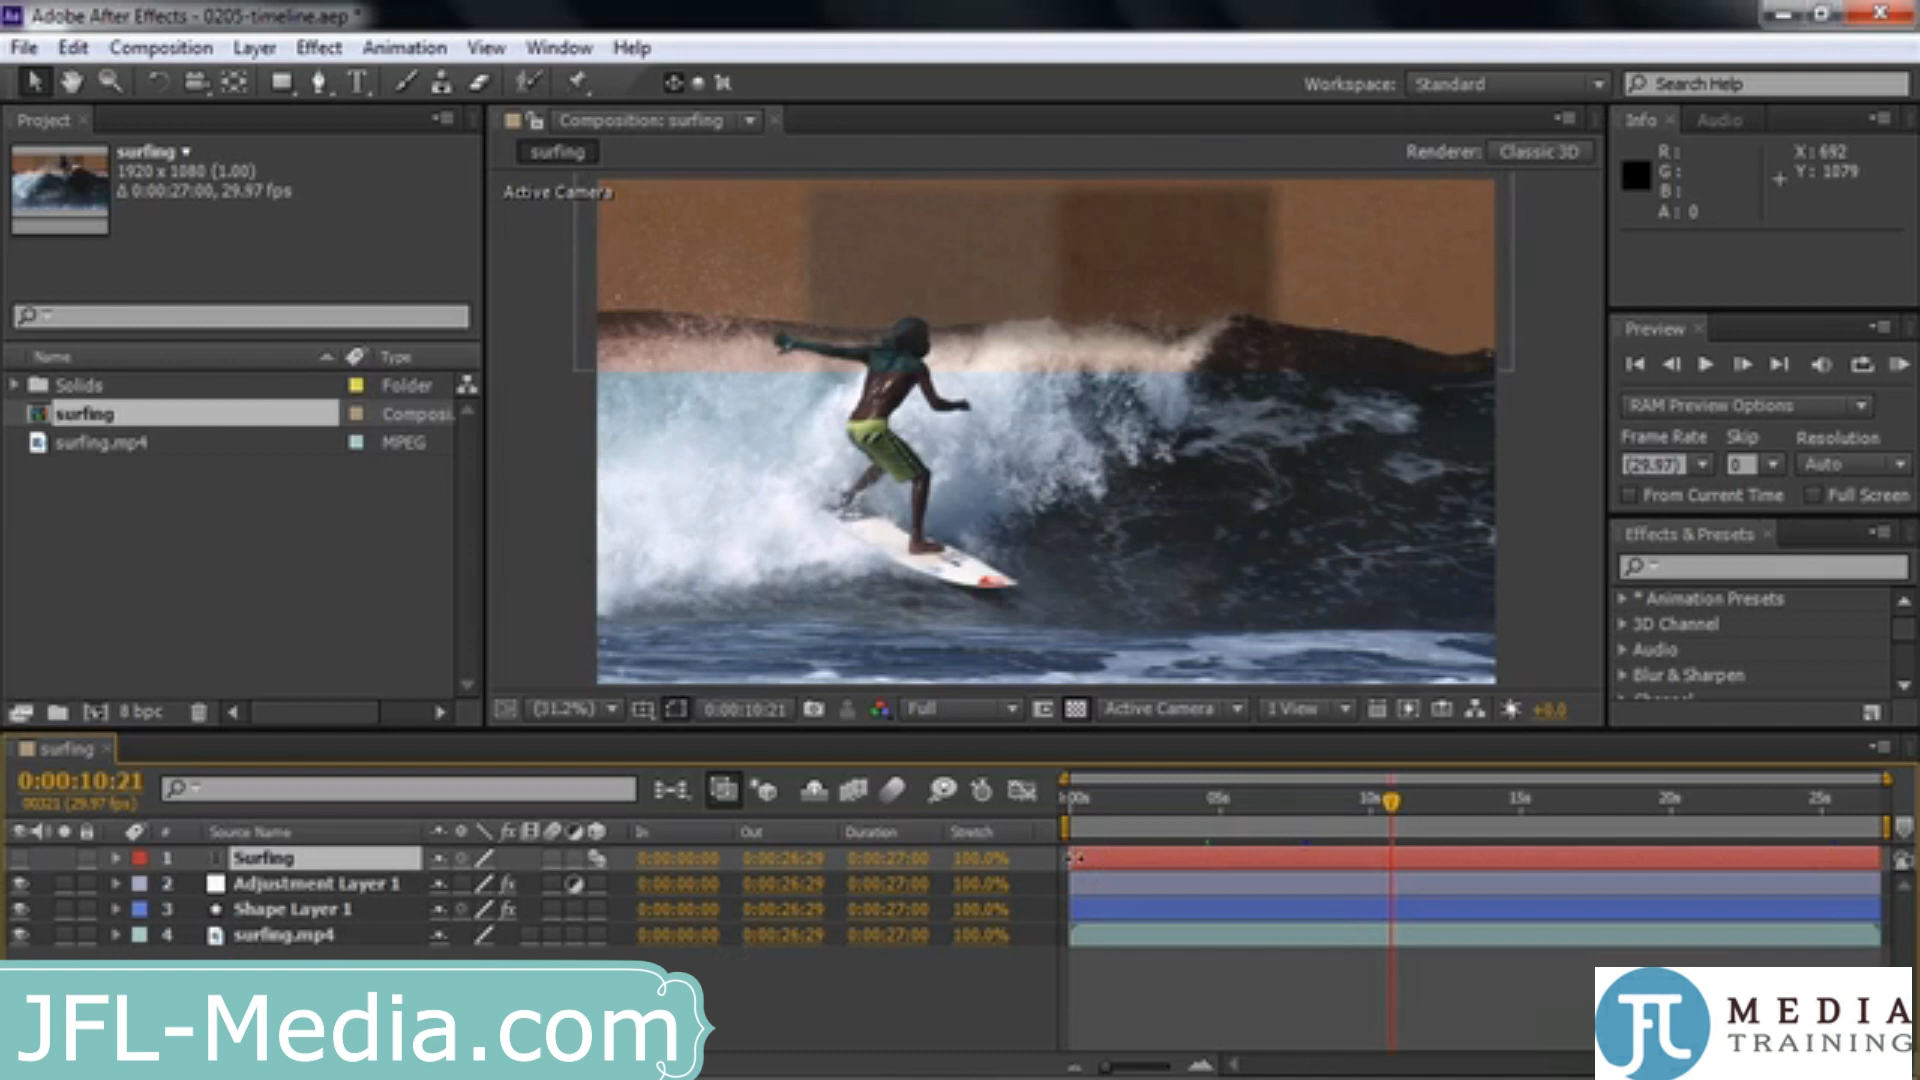 Adobe After Effects - 0205-timeline.aep *
File Edit Composition Layer Effect Animation View Window Help
Workspace: Standard Search Help
Project
surfing
1920 x 1080 (1.00)
Δ 0:00:27:00, 29.97 fps
Name Type
Solids Folder
surfing Composi.
surfing.mp4 MPEG
8 bpc
Composition: surfing
surfing
Renderer: Classic 3D
Active Camera
(31.2%) 0:00:10:21 Full Active Camera 1 View +0.0
Info Audio
R: X: 692
G: Y: 1079
B:
A: 0
Preview
RAM Preview Options
Frame Rate Skip Resolution
(29.97) 0 Auto
From Current Time Full Screen
Effects & Presets
* Animation Presets
3D Channel
Audio
Blur & Sharpen
surfing
0:00:10:21
00321 (29.97 fps)
:00s 05s 10s 15s 20s 25s
# Source Name fx In Out Duration Stretch
1 Surfing 0:00:00:00 0:00:26:29 0:00:27:00 100.0%
2 Adjustment Layer 1 fx 0:00:00:00 0:00:26:29 0:00:27:00 100.0%
3 Shape Layer 1 fx 0:00:00:00 0:00:26:29 0:00:27:00 100.0%
4 surfing.mp4 0:00:00:00 0:00:26:29 0:00:27:00 100.0%
JFL-Media.com
JFL MEDIA
TRAINING